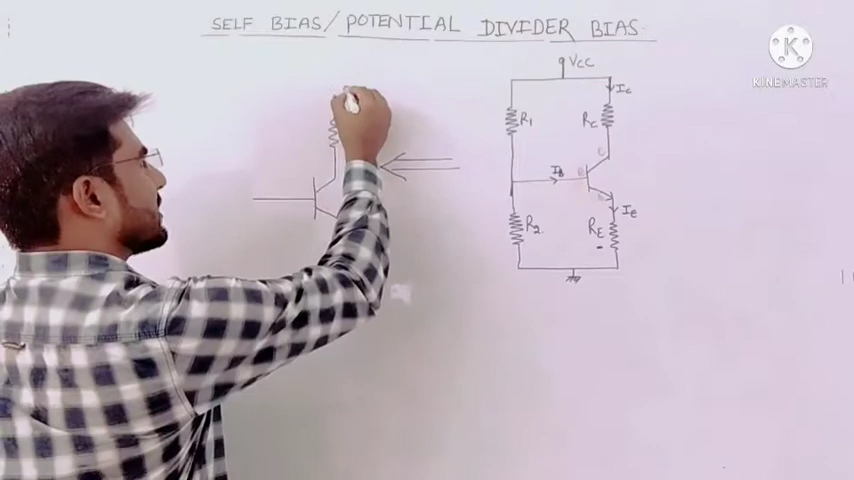 SELF BIAS/POTENTIAL DIVIDER BIAS.
VCC
IC
R1
RC
C
IB
B
E
IE
R2
RE
K
KINEMASTER